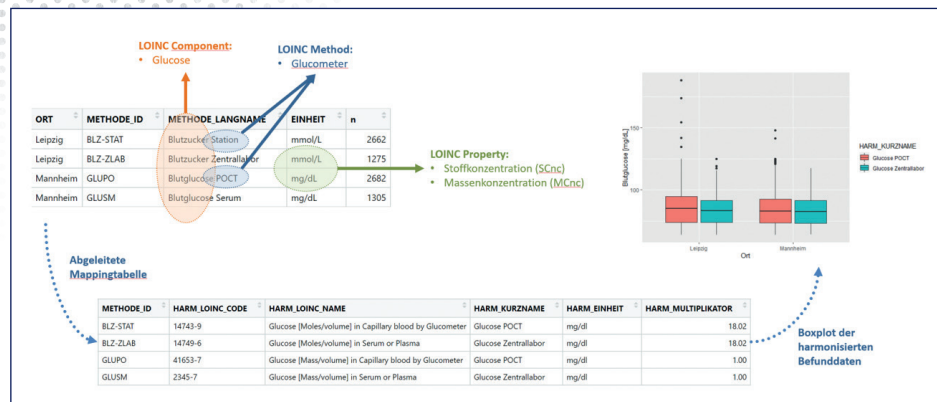 LOINC Component:
• Glucose
LOINC Method:
• Glucometer
ORT METHODE_ID METHODE_LANGNAME EINHEIT n
Leipzig BLZ-STAT Blutzucker Station mmol/L 2662
Leipzig BLZ-ZLAB Blutzucker Zentrallabor mmol/L 1275
Mannheim GLUPO Blutglucose POCT mg/dL 2682
Mannheim GLUSM Blutglucose Serum mg/dL 1305
LOINC Property:
• Stoffkonzentration (SCnc)
• Massenkonzentration (MCnc)
Blutglucose [mg/dL]
150
100
Leipzig Mannheim
Ort
HARM_KURZNAME
Glucose POCT
Glucose Zentrallabor
Abgeleitete
Mappingtabelle
METHODE_ID HARM_LOINC_CODE HARM_LOINC_NAME HARM_KURZNAME HARM_EINHEIT HARM_MULTIPLIKATOR
BLZ-STAT 14743-9 Glucose [Moles/volume] in Capillary blood by Glucometer Glucose POCT mg/dl 18.02
BLZ-ZLAB 14749-6 Glucose [Moles/volume] in Serum or Plasma Glucose Zentrallabor mg/dl 18.02
GLUPO 41653-7 Glucose [Mass/volume] in Capillary blood by Glucometer Glucose POCT mg/dl 1.00
GLUSM 2345-7 Glucose [Mass/volume] in Serum or Plasma Glucose Zentrallabor mg/dl 1.00
Boxplot der
harmonisierten
Befunddaten